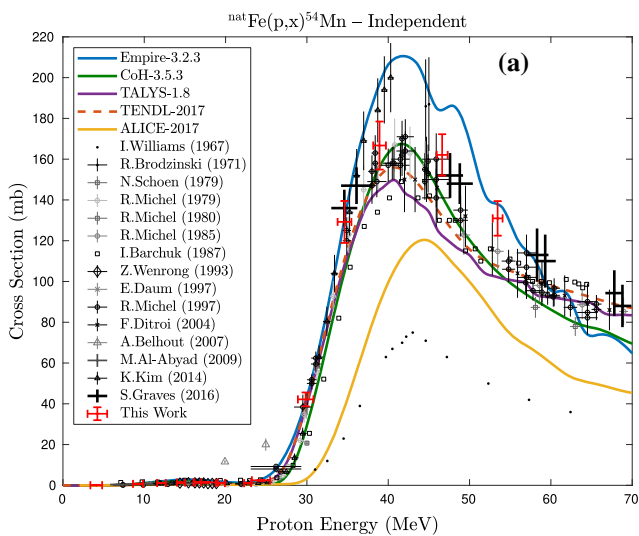 natFe(p,x)54Mn – Independent
(a)
Empire-3.2.3
CoH-3.5.3
TALYS-1.8
TENDL-2017
ALICE-2017
I.Williams (1967)
R.Brodzinski (1971)
N.Schoen (1979)
R.Michel (1979)
R.Michel (1980)
R.Michel (1985)
I.Barchuk (1987)
Z.Wenrong (1993)
E.Daum (1997)
R.Michel (1997)
F.Ditroi (2004)
A.Belhout (2007)
M.Al-Abyad (2009)
K.Kim (2014)
S.Graves (2016)
This Work
Cross Section (mb)
220
200
180
160
140
120
100
80
60
40
20
0
0 10 20 30 40 50 60 70
Proton Energy (MeV)